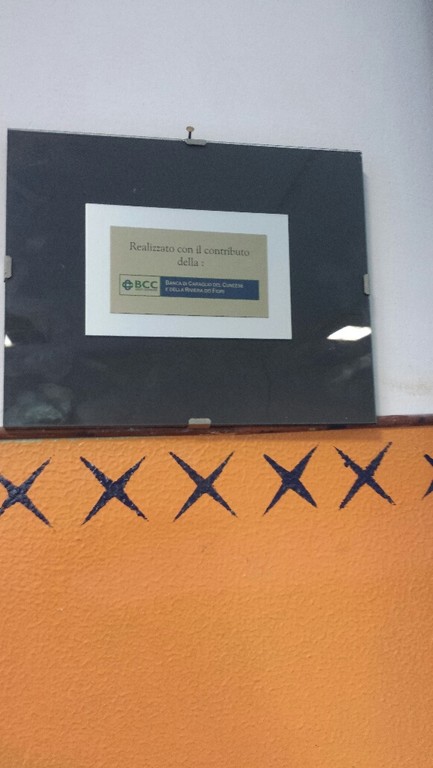 Realizzato con il contributo
della :
BCC
BANCA DI CARAGLIO DEL CUNEESE
E DELLA RIVIERA DEI FIORI